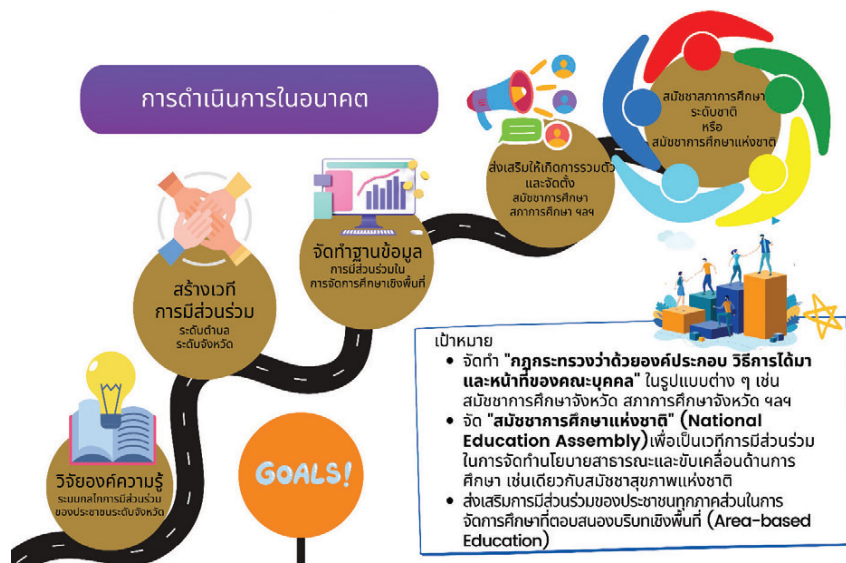 การดำเนินการในอนาคต
สมัชชาสภาการศึกษา
ระดับชาติ
หรือ
สมัชชาการศึกษาแห่งชาติ
ส่งเสริมให้เกิดการรวมตัว
และจัดตั้ง
สมัชชาการศึกษา
สภาการศึกษา ฯลฯ
จัดทำฐานข้อมูล
การมีส่วนร่วมใน
การจัดการศึกษาเชิงพื้นที่
สร้างเวที
การมีส่วนร่วม
ระดับตำบล
ระดับจังหวัด
วิจัยองค์ความรู้
ระบบกลไกการมีส่วนร่วม
ของประชาชนระดับจังหวัด
GOALS!
เป้าหมาย
• จัดทำ "กฎกระทรวงว่าด้วยองค์ประกอบ วิธีการได้มา
และหน้าที่ของคณะบุคคล" ในรูปแบบต่าง ๆ เช่น
สมัชชาการศึกษาจังหวัด สภาการศึกษาจังหวัด ฯลฯ
• จัด "สมัชชาการศึกษาแห่งชาติ" (National
Education Assembly)เพื่อเป็นเวทีการมีส่วนร่วม
ในการจัดทำนโยบายสาธารณะและขับเคลื่อนด้านการ
ศึกษา เช่นเดียวกับสมัชชาสุขภาพแห่งชาติ
• ส่งเสริมการมีส่วนร่วมของประชาชนทุกภาคส่วนในการ
จัดการศึกษาที่ตอบสนองบริบทเชิงพื้นที่ (Area-based
Education)